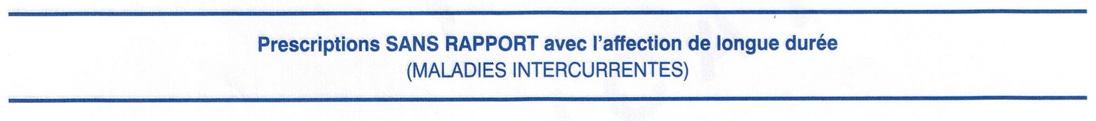 Prescriptions SANS RAPPORT avec l'affection de longue durée
(MALADIES INTERCURRENTES)